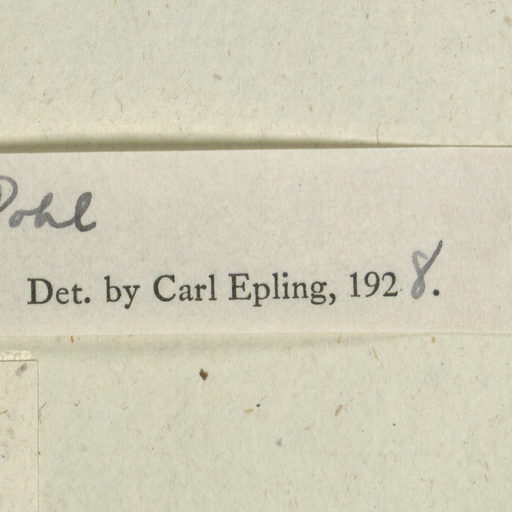 Pohl
Det. by Carl Epling, 1928.